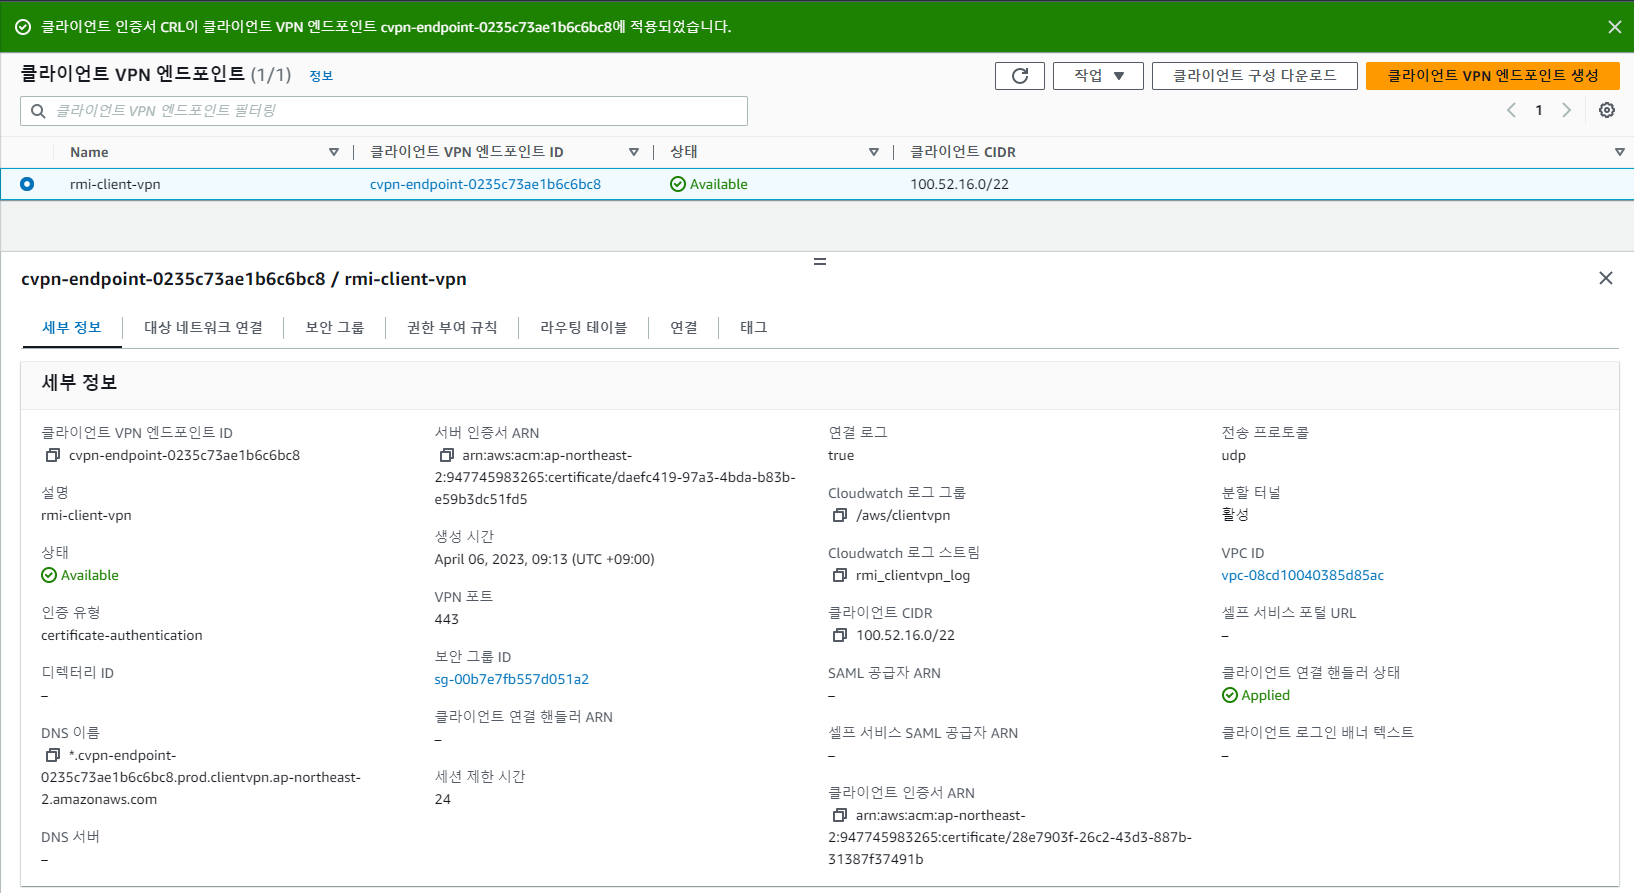 클라이언트 인증서 CRL이 클라이언트 VPN 엔드포인트 cvpn-endpoint-0235c73ae1b6c6bc8에 적용되었습니다.
클라이언트 VPN 엔드포인트 (1/1) 정보
작업
클라이언트 구성 다운로드
클라이언트 VPN 엔드포인트 생성
클라이언트 VPN 엔드포인트 필터링
1
Name 클라이언트 VPN 엔드포인트 ID 상태 클라이언트 CIDR
rmi-client-vpn cvpn-endpoint-0235c73ae1b6c6bc8 Available 100.52.16.0/22
cvpn-endpoint-0235c73ae1b6c6bc8 / rmi-client-vpn
세부 정보 대상 네트워크 연결 보안 그룹 권한 부여 규칙 라우팅 테이블 연결 태그
세부 정보
클라이언트 VPN 엔드포인트 ID
cvpn-endpoint-0235c73ae1b6c6bc8
설명
rmi-client-vpn
상태
Available
인증 유형
certificate-authentication
디렉터리 ID
–
DNS 이름
*.cvpn-endpoint-
0235c73ae1b6c6bc8.prod.clientvpn.ap-northeast-
2.amazonaws.com
DNS 서버
–
서버 인증서 ARN
arn:aws:acm:ap-northeast-
2:947745983265:certificate/daefc419-97a3-4bda-b83b-
e59b3dc51fd5
생성 시간
April 06, 2023, 09:13 (UTC +09:00)
VPN 포트
443
보안 그룹 ID
sg-00b7e7fb557d051a2
클라이언트 연결 핸들러 ARN
–
세션 제한 시간
24
연결 로그
true
Cloudwatch 로그 그룹
/aws/clientvpn
Cloudwatch 로그 스트림
rmi_clientvpn_log
클라이언트 CIDR
100.52.16.0/22
SAML 공급자 ARN
–
셀프 서비스 SAML 공급자 ARN
–
클라이언트 인증서 ARN
arn:aws:acm:ap-northeast-
2:947745983265:certificate/28e7903f-26c2-43d3-887b-
31387f37491b
전송 프로토콜
udp
분할 터널
활성
VPC ID
vpc-08cd10040385d85ac
셀프 서비스 포털 URL
–
클라이언트 연결 핸들러 상태
Applied
클라이언트 로그인 배너 텍스트
–